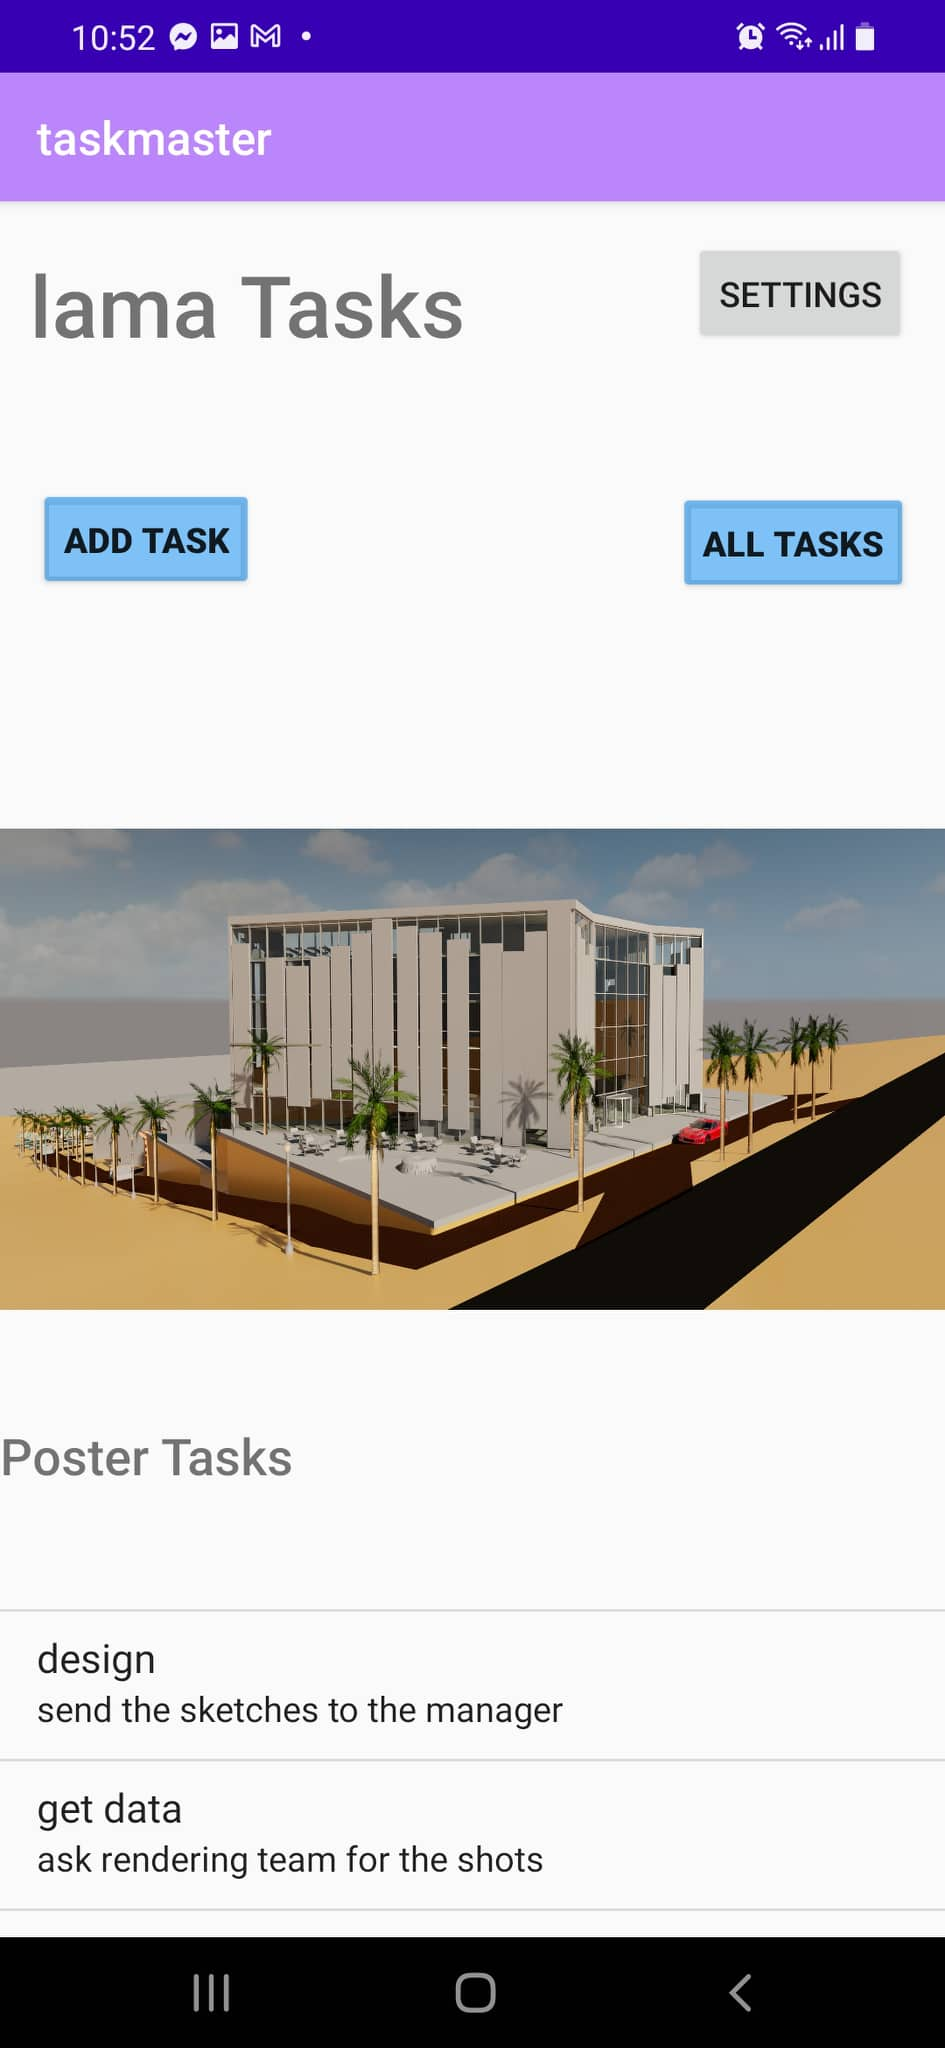 10:52
taskmaster
lama Tasks
SETTINGS
ADD TASK
ALL TASKS
Poster Tasks
design
send the sketches to the manager
get data
ask rendering team for the shots